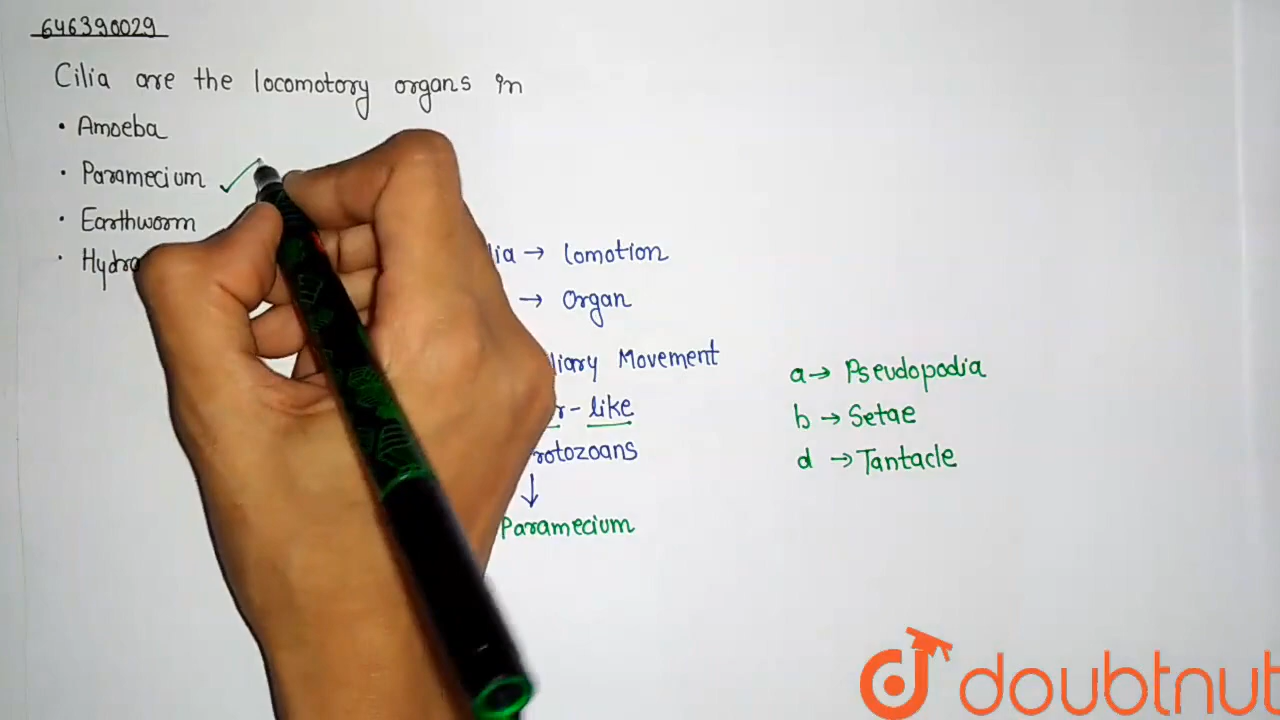 646390029
Cilia are the locomotory organs in
• Amoeba
• Paramecium ✓
• Earthworm
• Hydra
→ lomotion
→ Organ
Movement
like
Paramecium
a → Pseudopodia
b → Setae
d → Tantacle
doubtnut